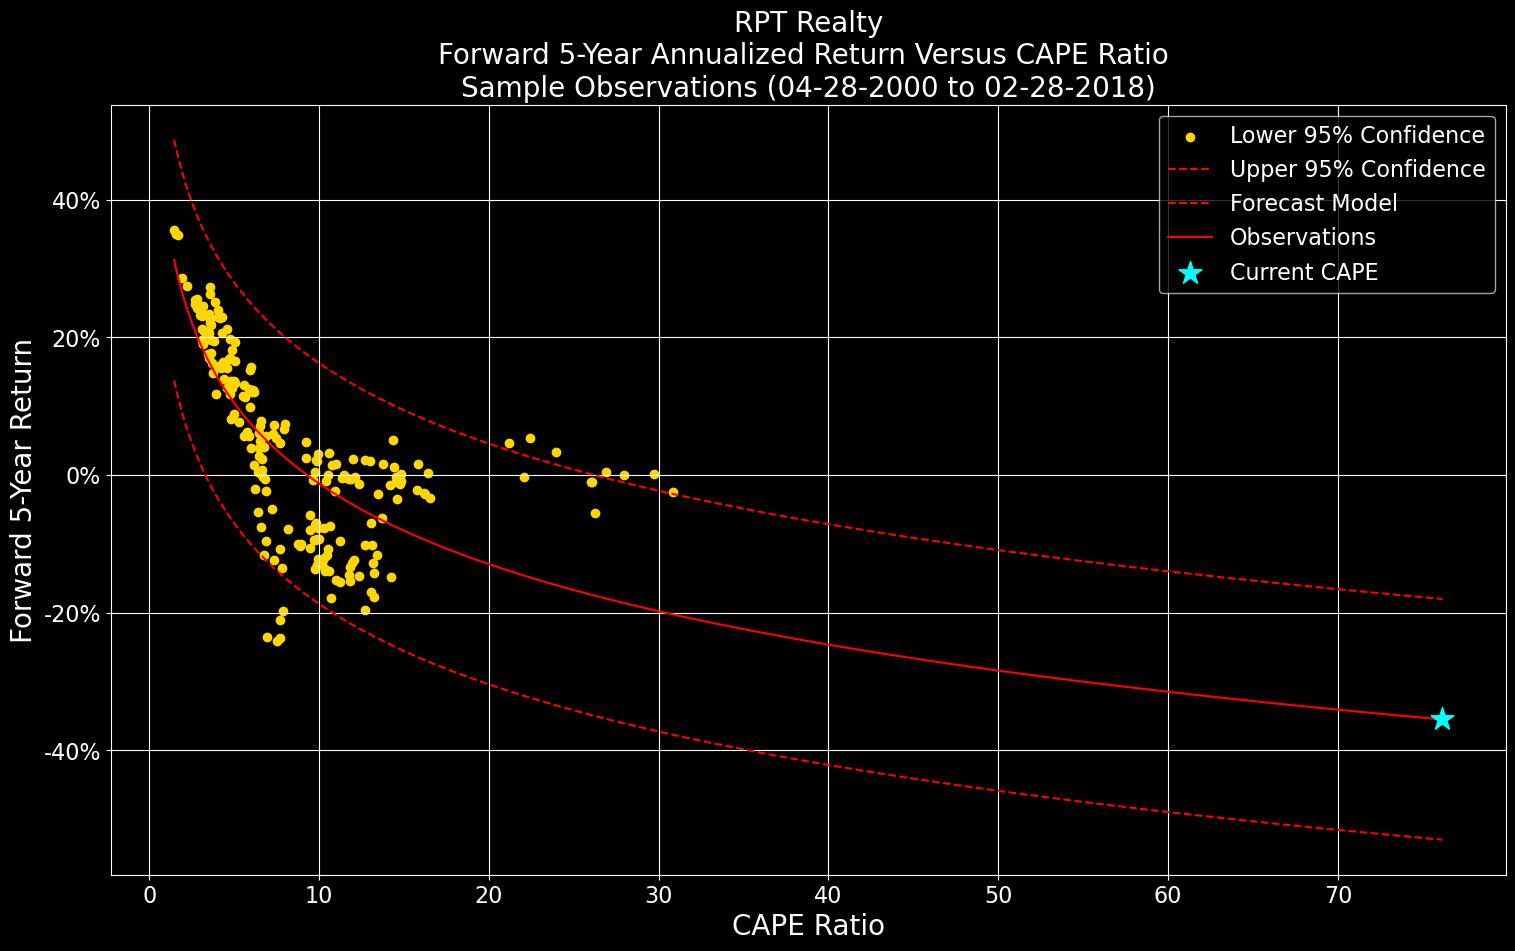 RPT Realty
Forward 5-Year Annualized Return Versus CAPE Ratio
Sample Observations (04-28-2000 to 02-28-2018)
Lower 95% Confidence
Upper 95% Confidence
Forecast Model
Observations
Current CAPE
Forward 5-Year Return
40%
20%
0%
-20%
-40%
0 10 20 30 40 50 60 70
CAPE Ratio